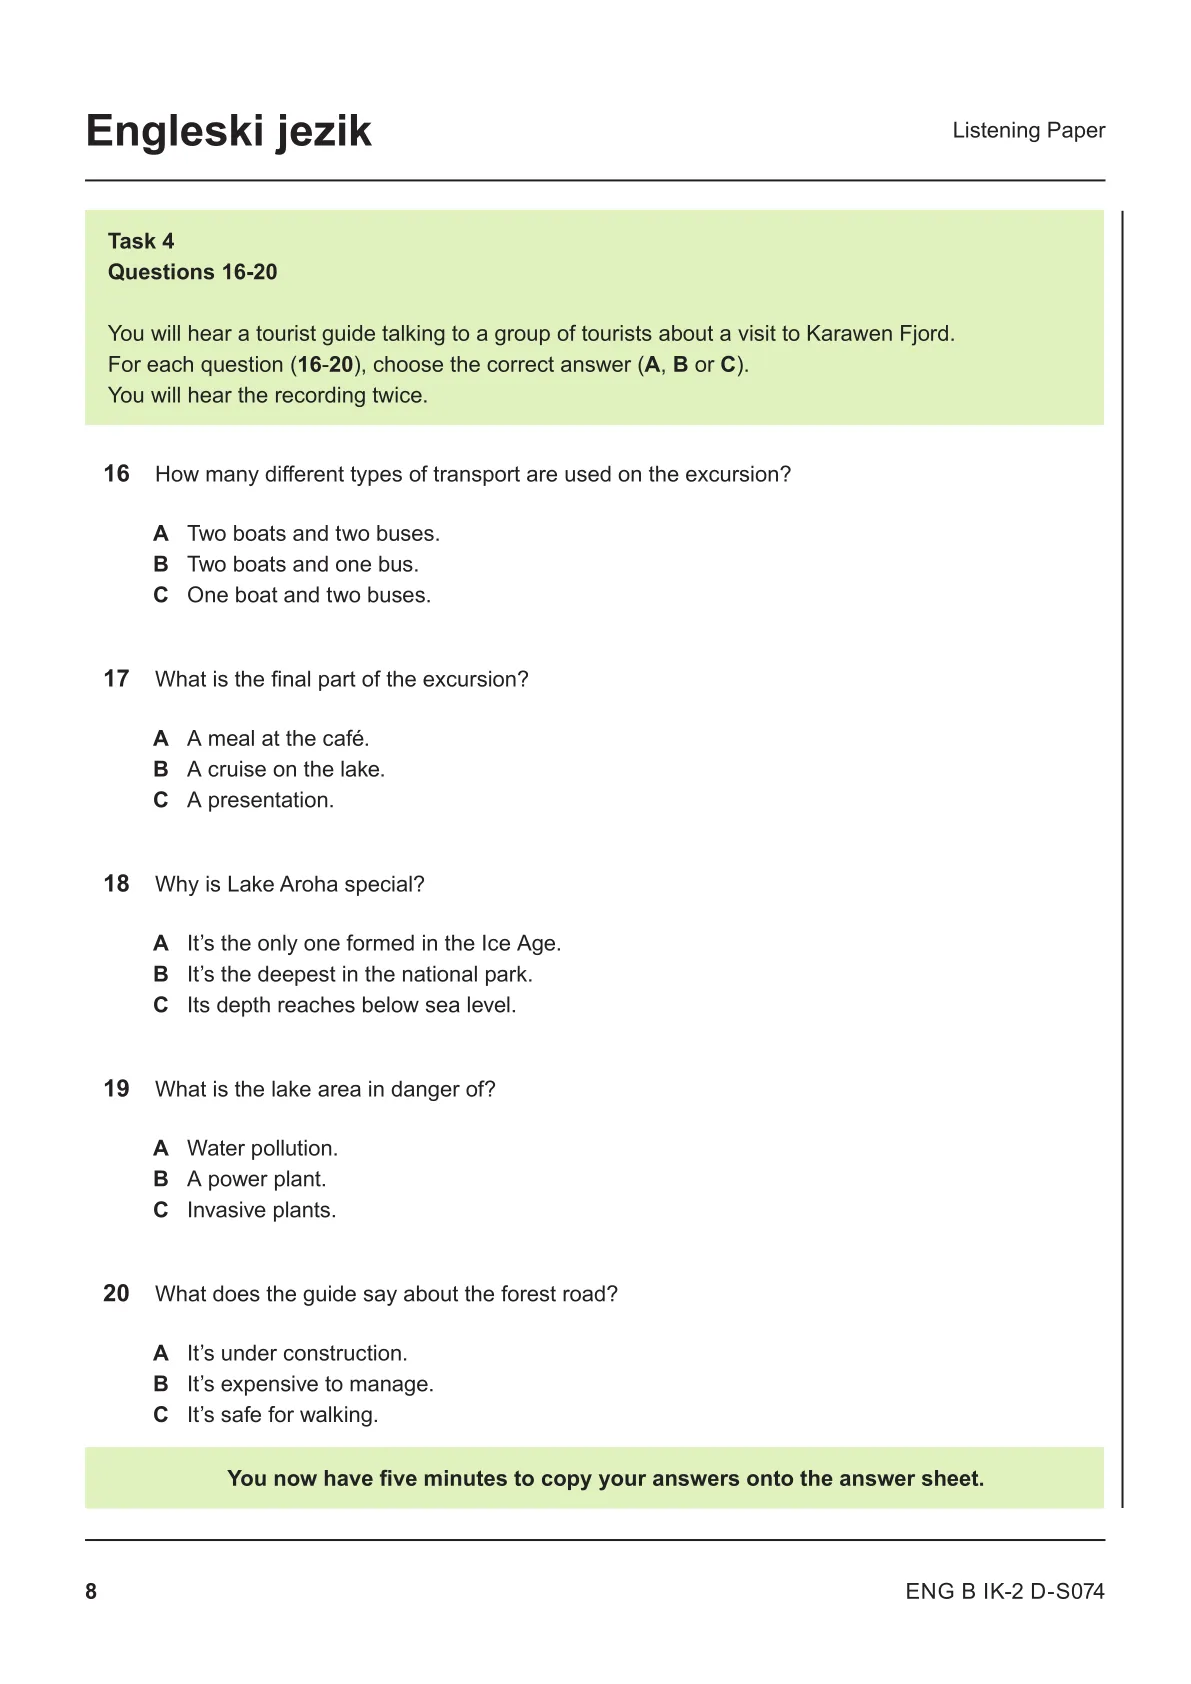 Engleski jezik
Listening Paper
Task 4
Questions 16-20
You will hear a tourist guide talking to a group of tourists about a visit to Karawen Fjord.
For each question (16-20), choose the correct answer (A, B or C).
You will hear the recording twice.
16 How many different types of transport are used on the excursion?
A Two boats and two buses.
B Two boats and one bus.
C One boat and two buses.
17 What is the final part of the excursion?
A A meal at the café.
B A cruise on the lake.
C A presentation.
18 Why is Lake Aroha special?
A It’s the only one formed in the Ice Age.
B It’s the deepest in the national park.
C Its depth reaches below sea level.
19 What is the lake area in danger of?
A Water pollution.
B A power plant.
C Invasive plants.
20 What does the guide say about the forest road?
A It’s under construction.
B It’s expensive to manage.
C It’s safe for walking.
You now have five minutes to copy your answers onto the answer sheet.
8
ENG B IK-2 D-S074